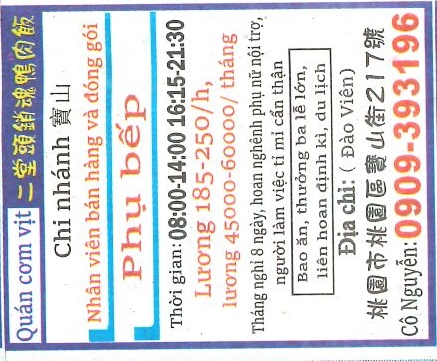 Quán cơm vịt 二堂頭銷魂鴨肉飯
Chi nhánh 寶山
Nhân viên bán hàng và đóng gói
Phụ bếp
Thời gian: 08:00-14:00 16:15-21:30
Lương 185-250/h,
lương 45000-60000/ tháng
Tháng nghỉ 8 ngày, hoan nghênh phụ nữ nội trợ,
người làm việc tỉ mỉ cẩn thận
Bao ăn, thưởng ba lễ lớn,
liên hoan định kì, du lịch
Địa chỉ: ( Đào Viên)
桃園市桃園區寶山街217號
Cô Nguyễn: 0909-393196